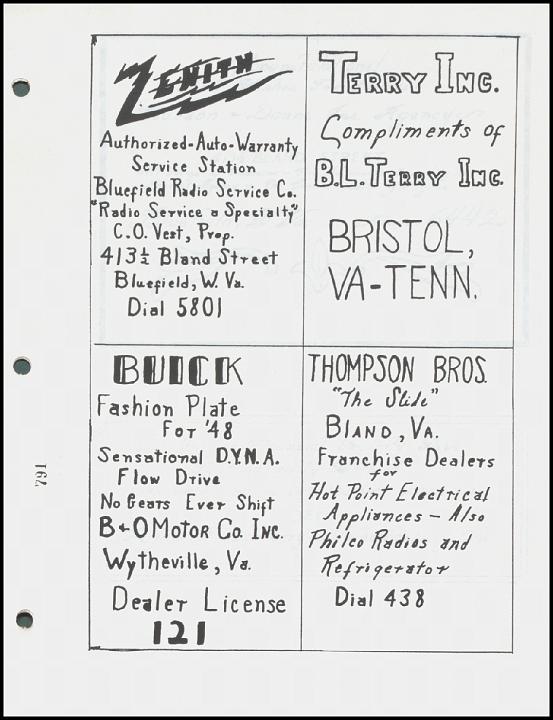 ZENITH
Authorized-Auto-Warranty
Service Station
Bluefield Radio Service Co.
"Radio Service a Specialty"
C.O. Vest, Prop.
413½ Bland Street
Bluefield, W. Va.
Dial 5801
TERRY INC.
Compliments of
B.L. TERRY INC.
BRISTOL,
VA-TENN.
BUICK
Fashion Plate
For '48
Sensational D.Y.N.A.
Flow Drive
No Gears Ever Shift
B+O MOTOR CO. INC.
Wytheville, Va.
Dealer License
121
THOMPSON BROS.
"The Slide"
BLAND, VA.
Franchise Dealers
for
Hot Point Electrical
Appliances - Also
Philco Radios and
Refrigerator
Dial 438
791